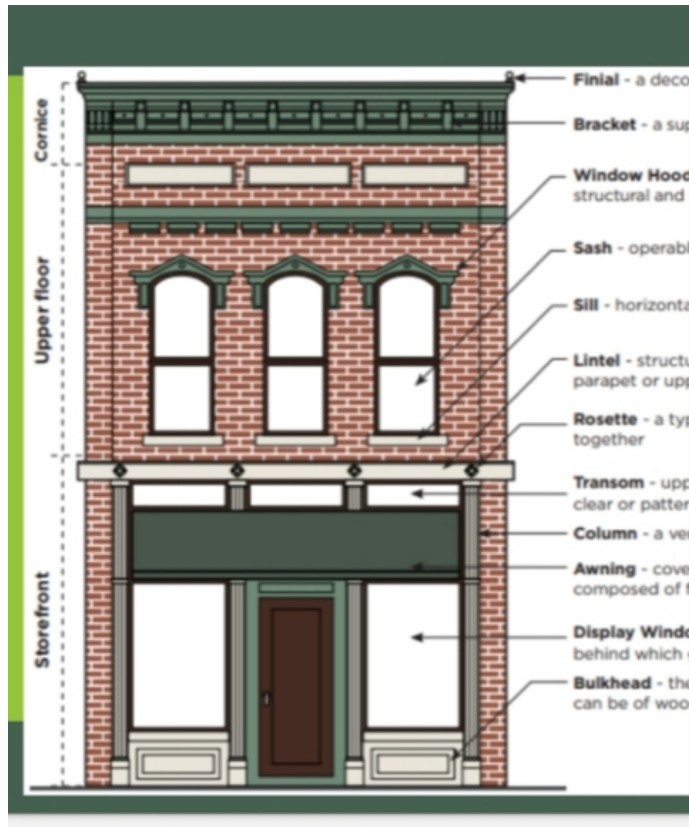 Cornice
Upper floor
Storefront
Finial - a deco
Bracket - a sup
Window Hood
structural and
Sash - operabl
Sill - horizonta
Lintel - structu
parapet or upp
Rosette - a typ
together
Transom - upp
clear or patter
Column - a ver
Awning - cove
composed of f
Display Windo
behind which
Bulkhead - the
can be of woo